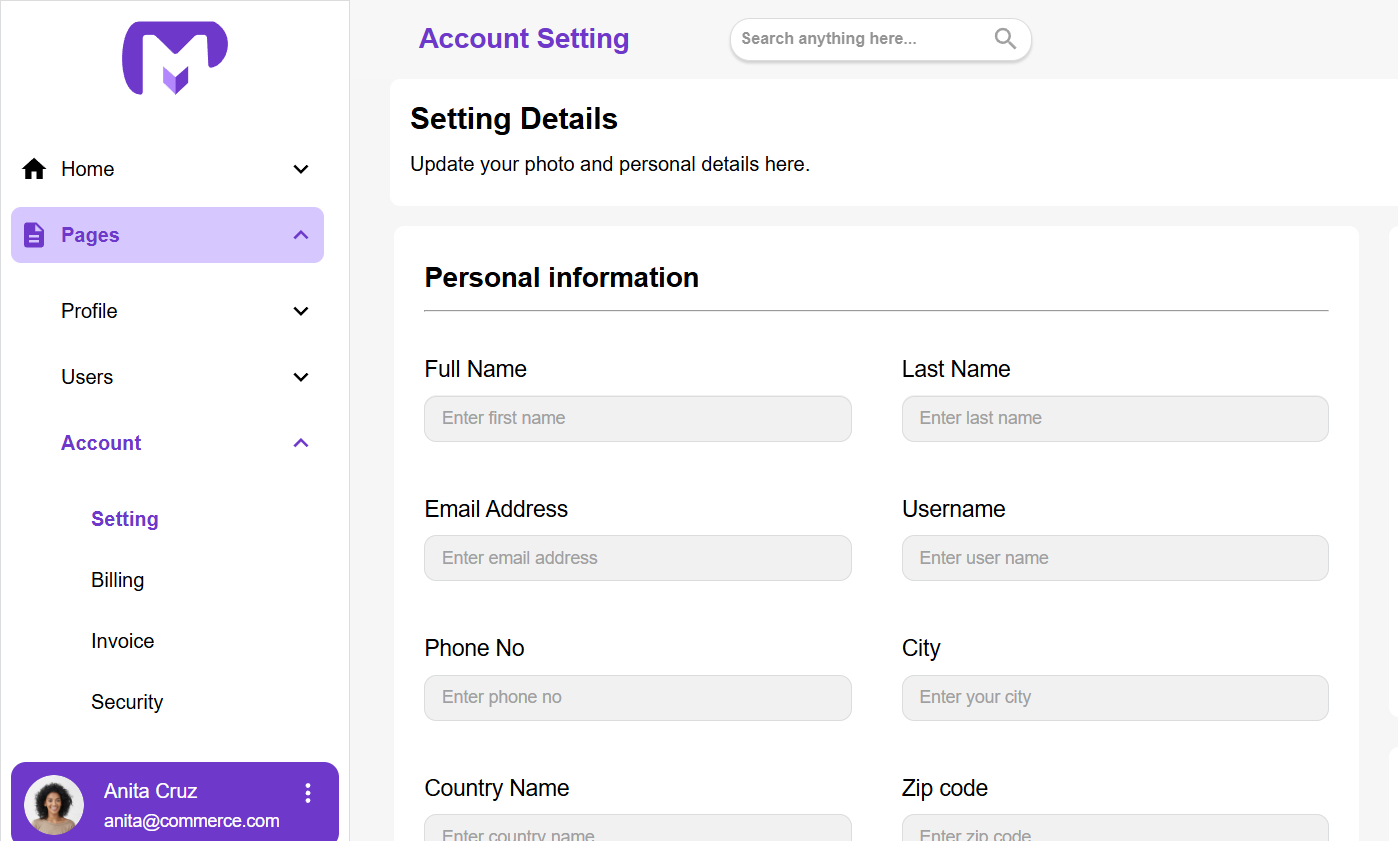 Account Setting
Search anything here...
Home
Pages
Profile
Users
Account
Setting
Billing
Invoice
Security
Anita Cruz
anita@commerce.com
Setting Details
Update your photo and personal details here.
Personal information
Full Name
Last Name
Enter first name
Enter last name
Email Address
Username
Enter email address
Enter user name
Phone No
City
Enter phone no
Enter your city
Country Name
Zip code
Enter country name
Enter zip code